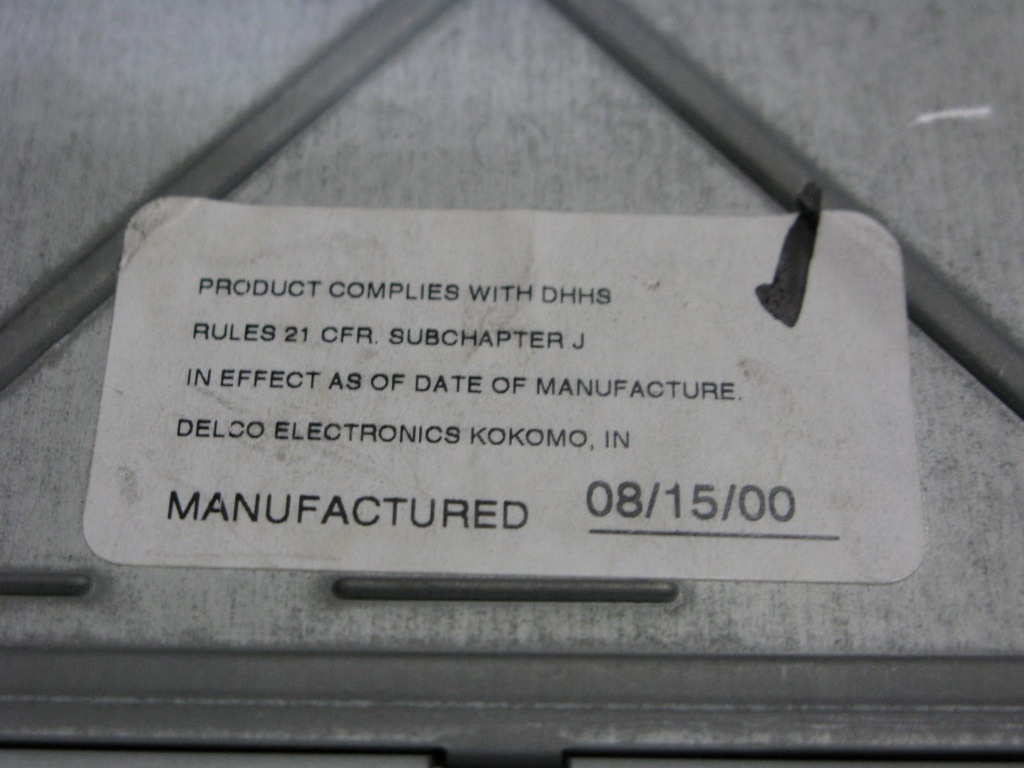 PRODUCT COMPLIES WITH DHHS
RULES 21 CFR. SUBCHAPTER J
IN EFFECT AS OF DATE OF MANUFACTURE.
DELCO ELECTRONICS KOKOMO, IN
MANUFACTURED 08/15/00